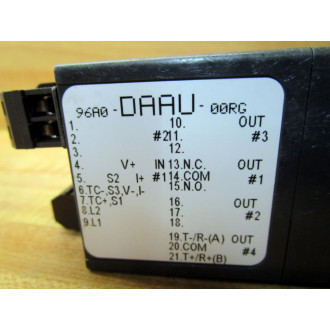 96A0-DAAU-00RG
1. 10. OUT
2. #2 11. #3
3. 12.
4. V+ IN 13.N.C. OUT
5. S2 I+ #1 14.COM #1
6.TC-,S3,V-,I- 15.N.O.
7.TC+,S1 16. OUT
8.L2 17. #2
9.L1 18.
19.T-/R-(A) OUT
20.COM #4
21.T+/R+(B)